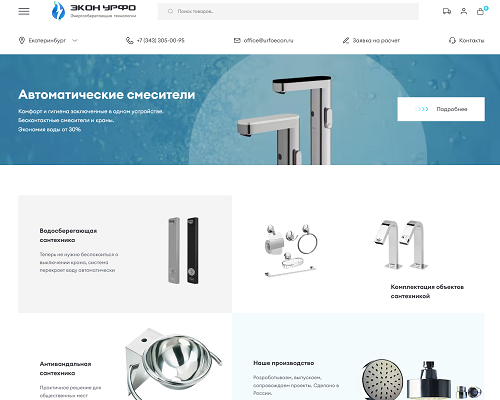 ЭКОН УРФО
Энергосберегающие технологии
Поиск товаров..
0
Екатеринбург
+7 (343) 305-00-95
office@urfoecon.ru
Заявка на расчет
Контакты
Автоматические смесители
Комфорт и гигиена заключенные в одном устройстве.
Бесконтактные смесители и краны.
Экономия воды от 30%
Подробнее
Водосберегающая
сантехника
Теперь не нужно беспокоиться о
выключении крана, система
перекроет воду автоматически
Комплектация объектов
сантехникой
Антивандальная
сантехника
Практичное решение для
общественных мест
Наше производство
Разрабатываем, выпускаем,
сопровождаем проекты. Сделано в
России.